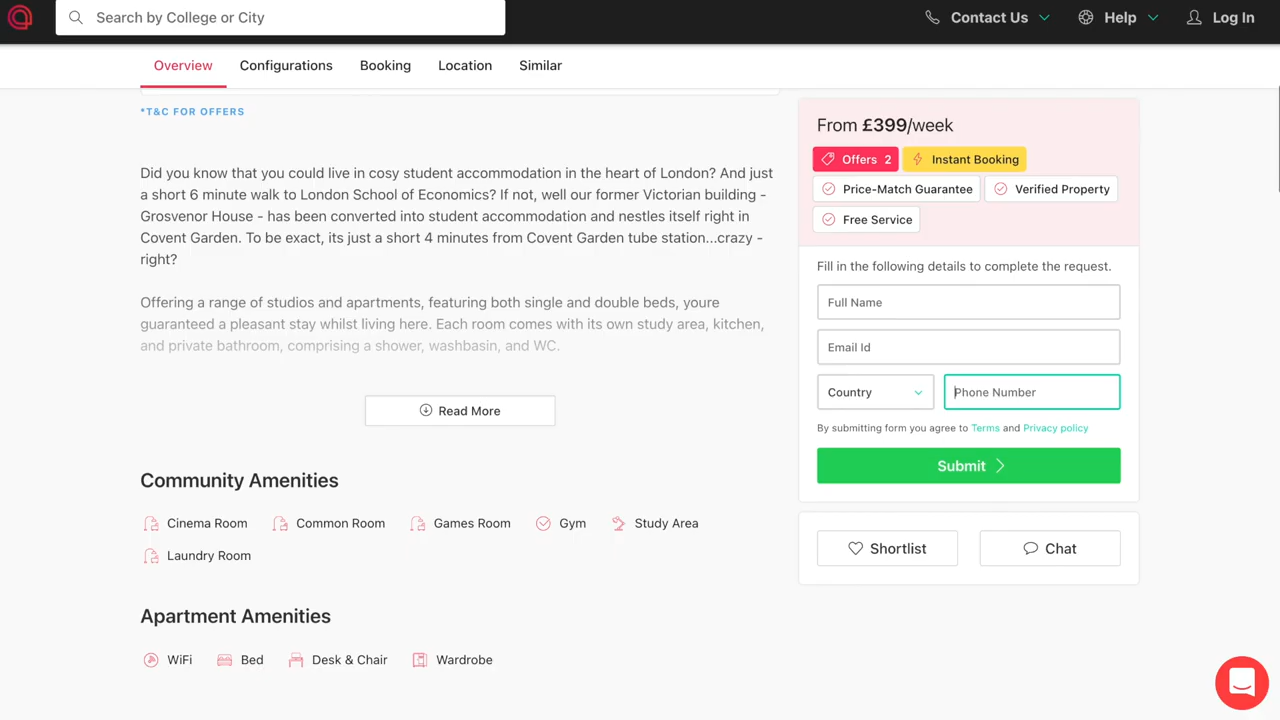 Search by College or City
Contact Us
Help
Log In
Overview
Configurations
Booking
Location
Similar
*T&C FOR OFFERS
Did you know that you could live in cosy student accommodation in the heart of London? And just
a short 6 minute walk to London School of Economics? If not, well our former Victorian building -
Grosvenor House - has been converted into student accommodation and nestles itself right in
Covent Garden. To be exact, its just a short 4 minutes from Covent Garden tube station...crazy -
right?
Offering a range of studios and apartments, featuring both single and double beds, youre
guaranteed a pleasant stay whilst living here. Each room comes with its own study area, kitchen,
and private bathroom, comprising a shower, washbasin, and WC.
Read More
Community Amenities
Cinema Room
Common Room
Games Room
Gym
Study Area
Laundry Room
Apartment Amenities
WiFi
Bed
Desk & Chair
Wardrobe
From £399/week
Offers 2
Instant Booking
Price-Match Guarantee
Verified Property
Free Service
Fill in the following details to complete the request.
Full Name
Email Id
Country
Phone Number
By submitting form you agree to Terms and Privacy policy
Submit
Shortlist
Chat